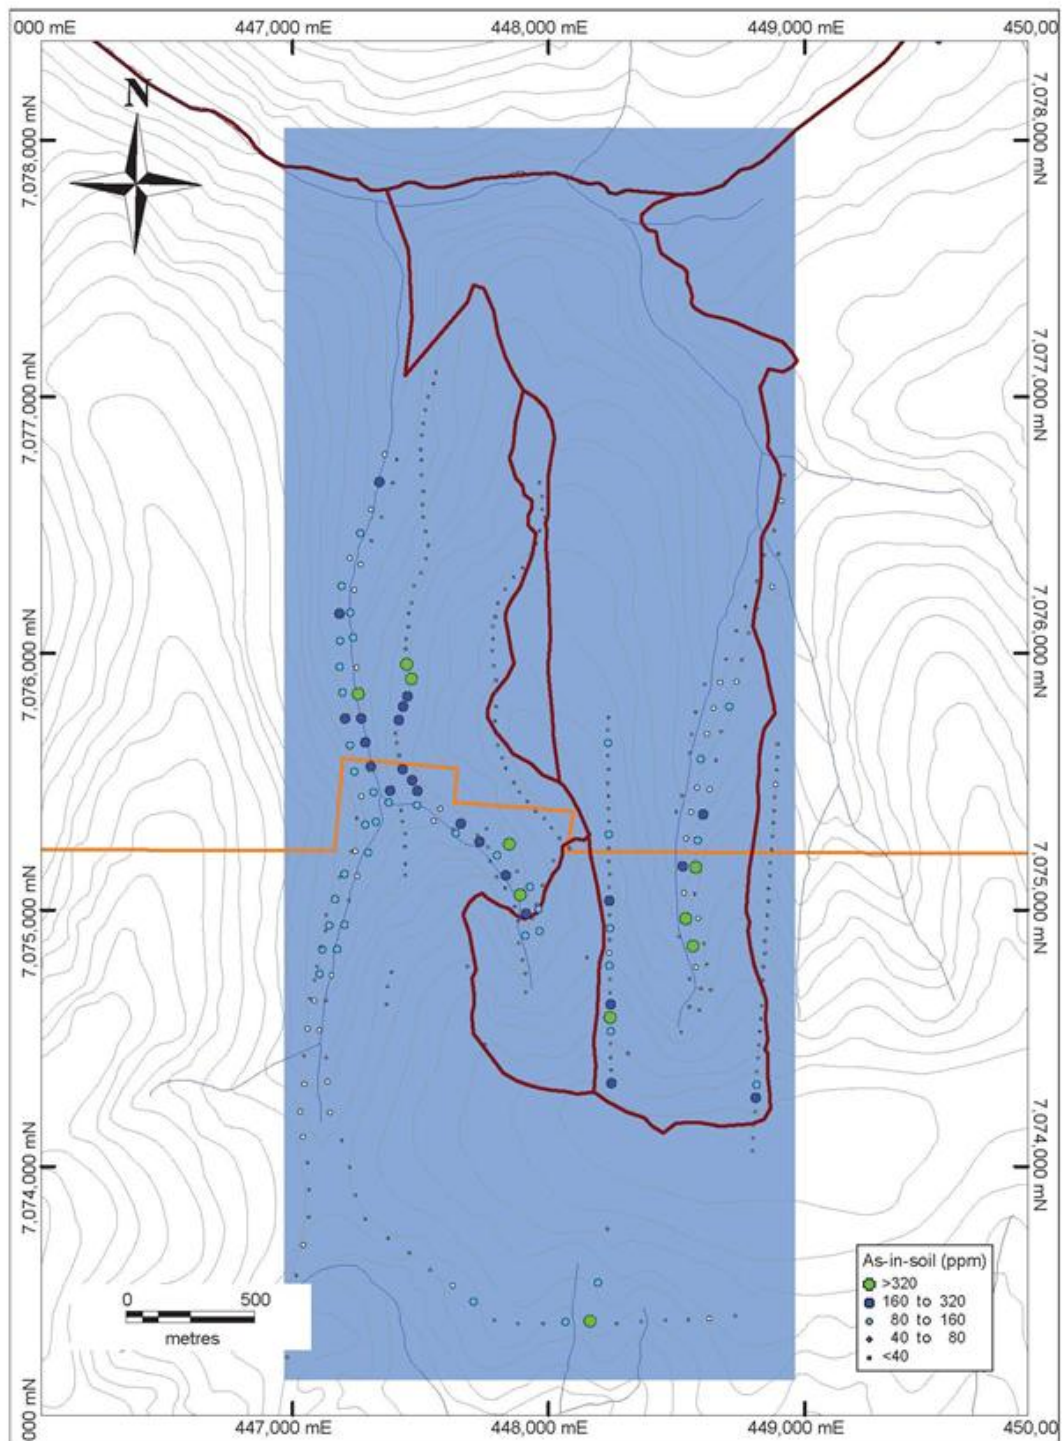 000 mE 447,000 mE 448,000 mE 449,000 mE 450,00
N
7,078,000 mN
7,078,000 mN
7,077,000 mN
7,077,000 mN
7,076,000 mN
7,076,000 mN
7,075,000 mN
7,075,000 mN
7,074,000 mN
7,074,000 mN
As-in-soil (ppm)
>320
160 to 320
80 to 160
40 to 80
<40
0 500
metres
000 mN
000 mN
447,000 mE 448,000 mE 449,000 mE 450,00